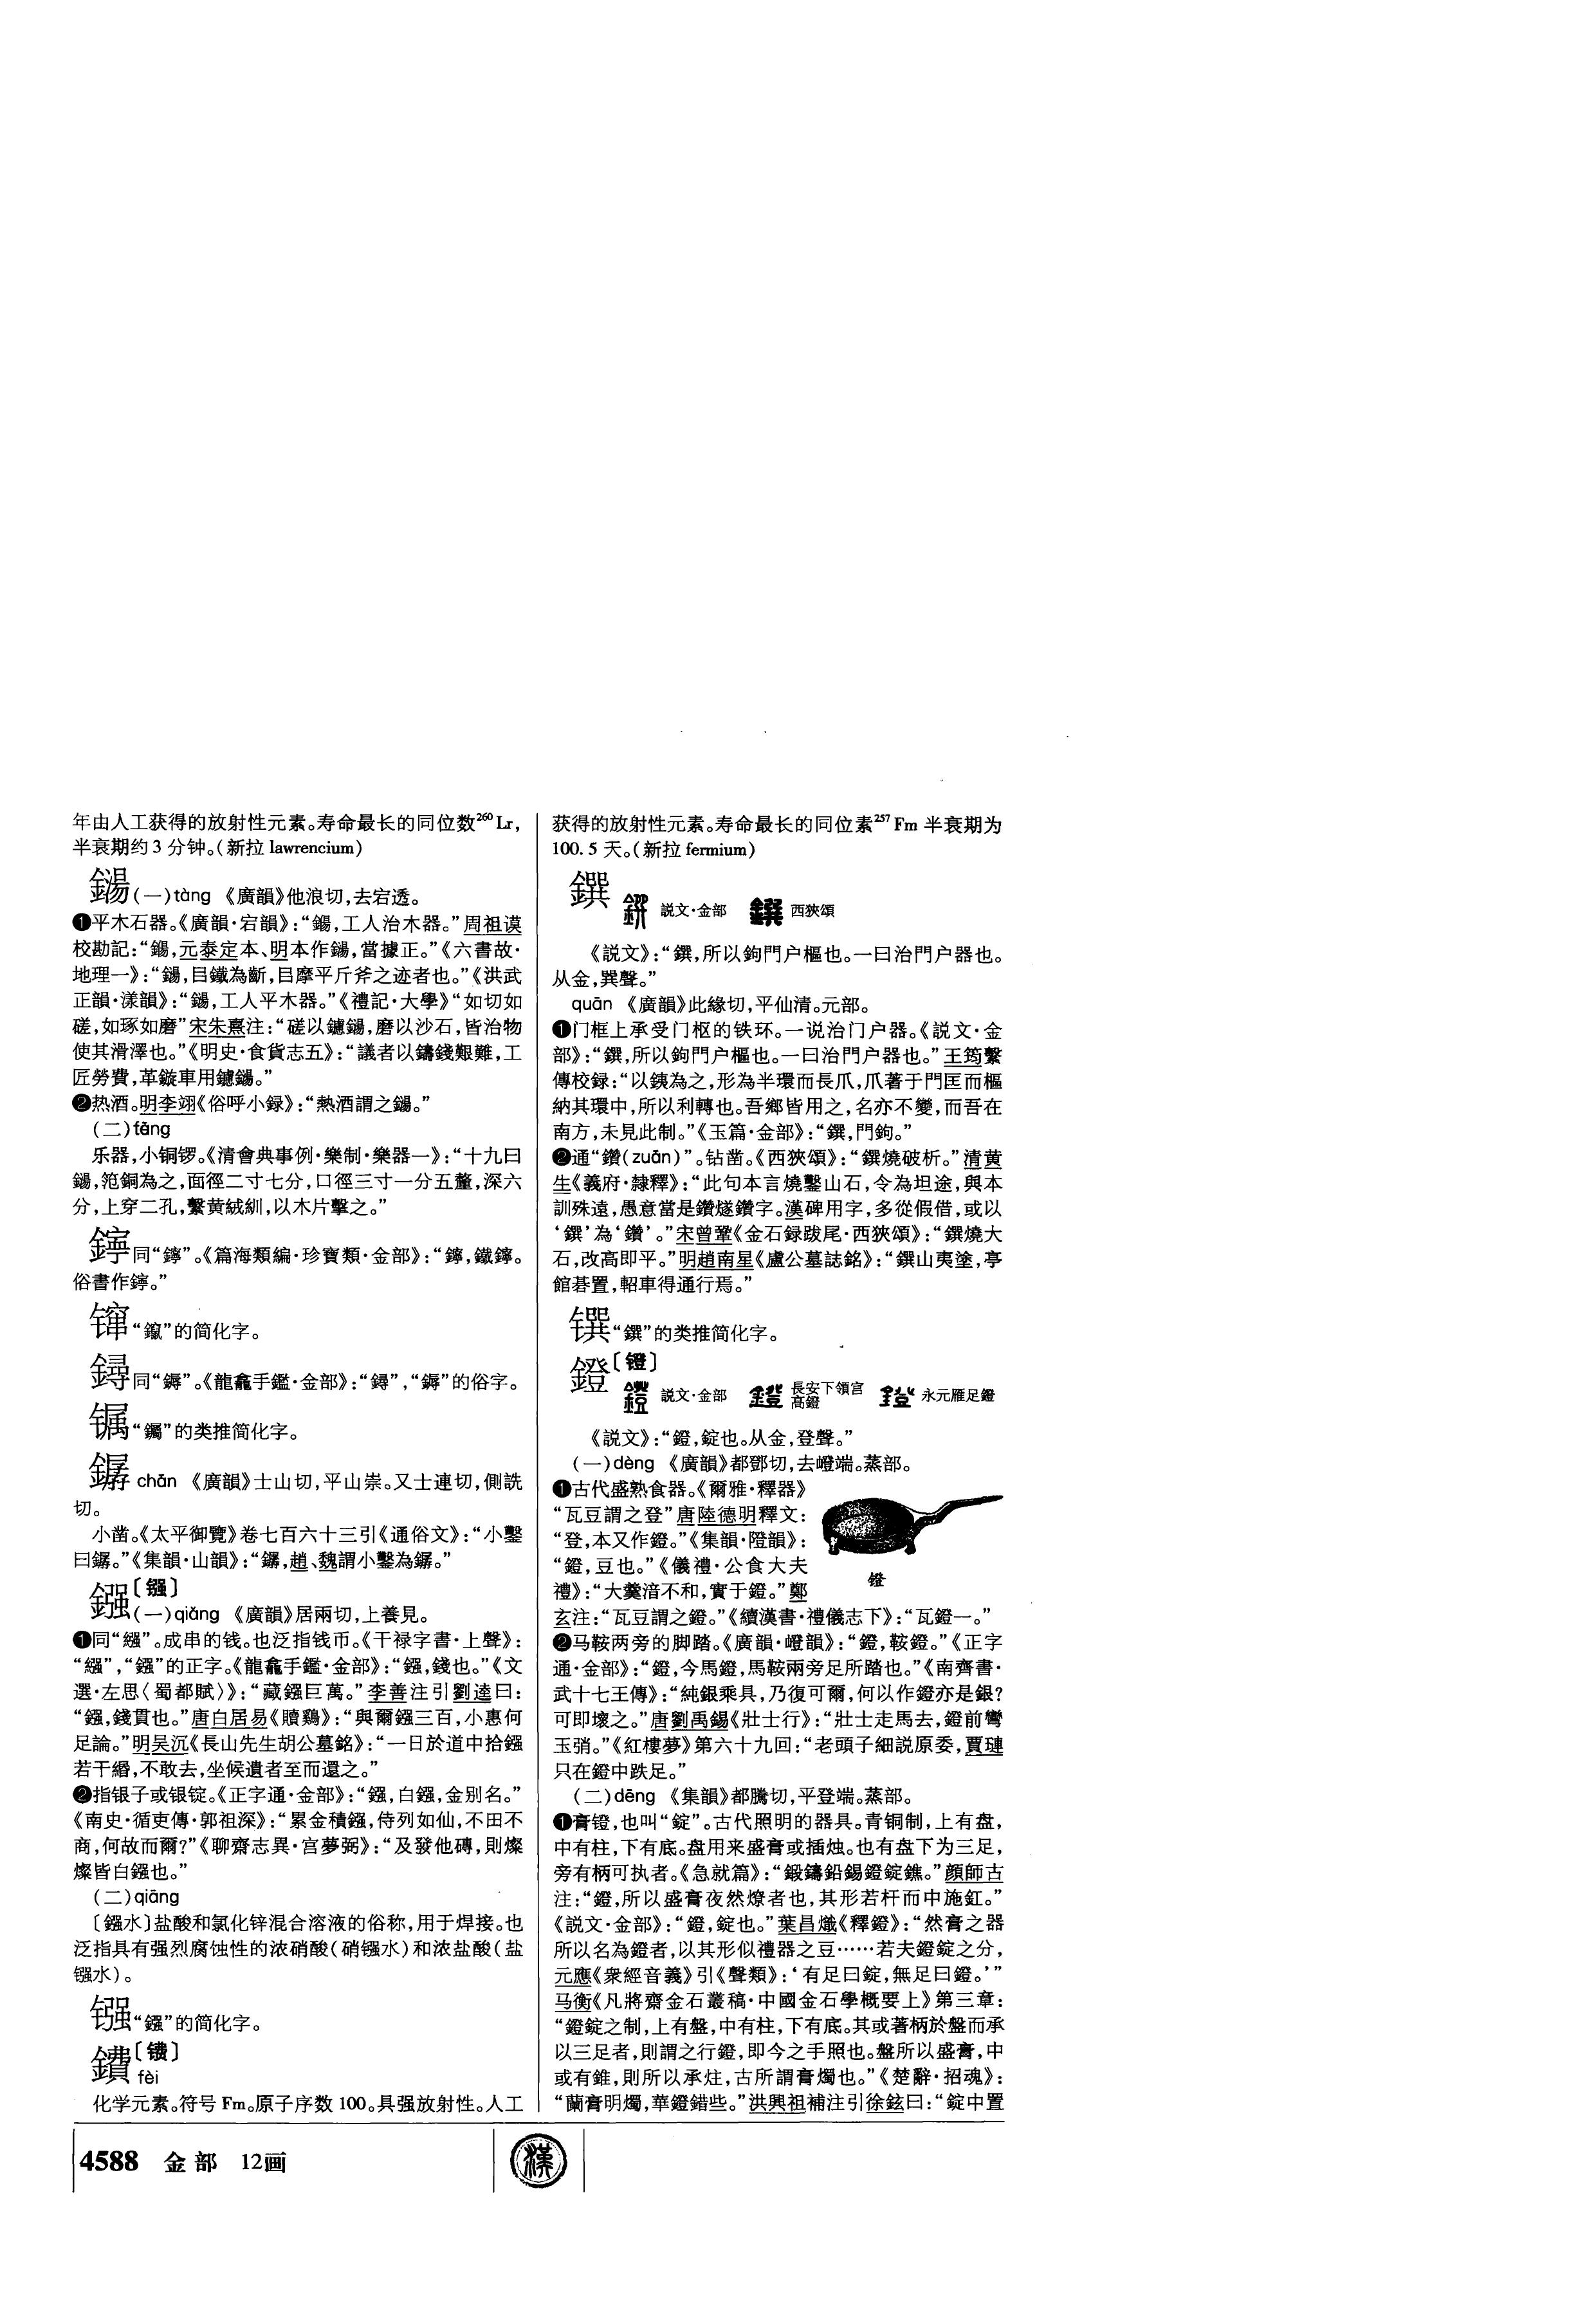 年由人工获得的放射性元素。寿命最长的同位数²⁶⁰Lr,
半衰期约3分钟。(新拉 lawrencium)
鐋(一)tàng 《廣韻》他浪切,去宕透。
❶平木石器。《廣韻·宕韻》:“鐋,工人治木器。”周祖谟
校勘記:“鐋,元泰定本、明本作鐋,當據正。”《六書故·
地理一》:“鐋,㠯鐵為齗,㠯摩平斤斧之迹者也。”《洪武
正韻·漾韻》:“鐋,工人平木器。”《禮記·大學》“如切如
磋,如琢如磨”宋朱熹注:“磋以鑢鐋,磨以沙石,皆治物
使其滑澤也。”《明史·食貨志五》:“議者以鑄錢艱難,工
匠勞費,革鏇車用鑢鐋。”
❷热酒。明李翊《俗呼小録》:“熱酒謂之鐋。”
(二)tāng
乐器,小铜锣。《清會典事例·樂制·樂器一》:“十九曰
鐋,笵銅為之,面徑二寸七分,口徑三寸一分五釐,深六
分,上穿二孔,繫黄絨紃,以木片擊之。”
同“鑏”。《篇海類編·珍寶類·金部》:“鑏,鐵鑏。
俗書作
镩“鑹”的简化字。
鐞同“鎒”。《龍龕手鑑·金部》:“鐞”,“鎒”的俗字。
“钃”的类推简化字。
鏟 chǎn 《廣韻》士山切,平山崇。又士連切,側詵
切。
小凿。《太平御覽》卷七百六十三引《通俗文》:“小鑿
曰鏟。”《集韻·山韻》:“鏟,趙、魏謂小鑿為鏟。”
鏹〔镪〕
(一)qiǎng 《廣韻》居兩切,上養見。
❶同“繦”。成串的钱。也泛指钱币。《干禄字書·上聲》:
“繦”,“鏹”的正字。《龍龕手鑑·金部》:“鏹,錢也。”《文
選·左思〈蜀都賦〉》:“藏鏹巨萬。”李善注引劉逵曰:
“鏹,錢貫也。”唐白居易《贖鷄》:“與爾鏹三百,小惠何
足論。”明吴沉《長山先生胡公墓銘》:“一日於道中拾鏹
若干緡,不敢去,坐候遺者至而還之。”
❷指银子或银锭。《正字通·金部》:“鏹,白鏹,金别名。”
《南史·循吏傳·郭祖深》:“累金積鏹,侍列如仙,不田不
商,何故而爾?”《聊齋志異·宫夢弼》:“及發他磚,則燦
燦皆白鏹也。”
(二)qiāng
〔鏹水〕盐酸和氯化锌混合溶液的俗称,用于焊接。也
泛指具有强烈腐蚀性的浓硝酸(硝镪水)和浓盐酸(盐
镪水)。
镪“鏹”的简化字。
鐨〔镄〕
fèi
化学元素。符号 Fm。原子序数100。具强放射性。人工
获得的放射性元素。寿命最长的同位素²⁵⁷Fm 半衰期为
100.5 天。(新拉 fermium)
鐉
説文·金部 西狹頌
《説文》:“鐉,所以鉤門户樞也。一曰治門户器也。
从金,巽聲。”
quān 《廣韻》此緣切,平仙清。元部。
❶门框上承受门枢的铁环。一说治门户器。《説文·金
部》:“鐉,所以鉤門户樞也。一曰治門户器也。”王筠繫
傳校録:“以銕為之,形為半環而長爪,爪著于門匡而樞
納其環中,所以利轉也。吾鄉皆用之,名亦不變,而吾在
南方,未見此制。”《玉篇·金部》:“鐉,門鉤。”
❷通“鑽(zuān)”。钻凿。《西狹頌》:“鐉燒破析。”清黄
生《義府·隸釋》:“此句本言燒鑿山石,令為坦途,與本
訓殊遠,愚意當是鑽燧鑽字。漢碑用字,多從假借,或以
‘鐉’為‘鑽’。”宋曾鞏《金石録跋尾·西狹頌》:“鐉燒大
石,改高即平。”明趙南星《盧公墓誌銘》:“鐉山夷塗,亭
館碁置,軺車得通行焉。”
“鐉”的类推简化字。
鐙〔镫〕
説文·金部 長安下領宫高鐙 永元雁足鐙
《説文》:“鐙,錠也。从金,登聲。”
(一)dèng 《廣韻》都鄧切,去嶝端。蒸部。
❶古代盛熟食器。《爾雅·釋器》
“瓦豆謂之登”唐陸德明釋文:
“登,本又作鐙。”《集韻·隥韻》:
“鐙,豆也。”《儀禮·公食大夫
禮》:“大羹湆不和,實于鐙。”鄭
镫
玄注:“瓦豆謂之鐙。”《續漢書·禮儀志下》:“瓦鐙一。”
❷马鞍两旁的脚踏。《廣韻·嶝韻》:“鐙,鞍鐙。”《正字
通·金部》:“鐙,今馬鐙,馬鞍兩旁足所踏也。”《南齊書·
武十七王傳》:“純銀乘具,乃復可爾,何以作鐙亦是銀?
可即壞之。”唐劉禹錫《壯士行》:“壯士走馬去,鐙前彎
玉弰。”《紅樓夢》第六十九回:“老頭子細説原委,賈璉
只在鐙中跌足。”
(二)dēng 《集韻》都騰切,平登端。蒸部。
❶膏镫,也叫“錠”。古代照明的器具。青铜制,上有盘,
中有柱,下有底。盘用来盛膏或插烛。也有盘下为三足,
旁有柄可执者。《急就篇》:“鍛鑄鉛錫鐙錠鐎。”顔師古
注:“鐙,所以盛膏夜然燎者也,其形若杆而中施釭。”
《説文·金部》:“鐙,錠也。”葉昌熾《釋鐙》:“然膏之器
所以名為鐙者,以其形似禮器之豆……若夫鐙錠之分,
元應《衆經音義》引《聲類》:‘有足曰錠,無足曰鐙。’”
马衡《凡將齋金石叢稿·中國金石學概要上》第三章:
“鐙錠之制,上有盤,中有柱,下有底。其或著柄於盤而承
以三足者,則謂之行鐙,即今之手照也。盤所以盛膏,中
或有錐,則所以承炷,古所謂膏燭也。”《楚辭·招魂》:
“蘭膏明燭,華鐙錯些。”洪興祖補注引徐鉉曰:“錠中置
4588 金部 12画
漢